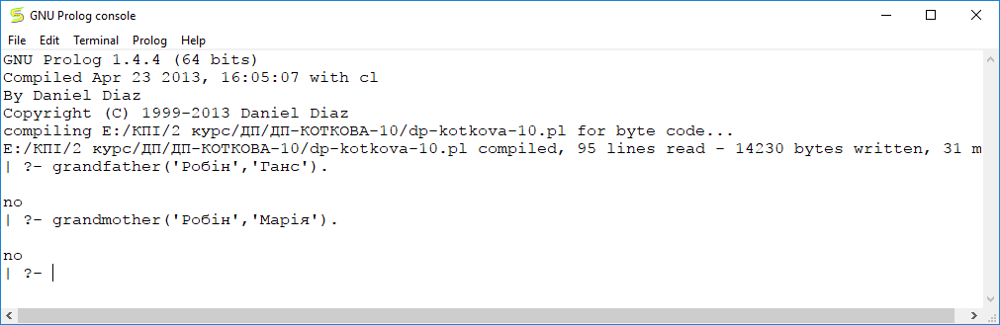 GNU Prolog console
File Edit Terminal Prolog Help
GNU Prolog 1.4.4 (64 bits)
Compiled Apr 23 2013, 16:05:07 with cl
By Daniel Diaz
Copyright (C) 1999-2013 Daniel Diaz
compiling E:/КПІ/2 курс/ДП/ДП-КОТКОВА-10/dp-kotkova-10.pl for byte code...
E:/КПІ/2 курс/ДП/ДП-КОТКОВА-10/dp-kotkova-10.pl compiled, 95 lines read - 14230 bytes written, 31 m
| ?- grandfather('Робін','Ганс').
no
| ?- grandmother('Робін','Марія').
no
| ?-